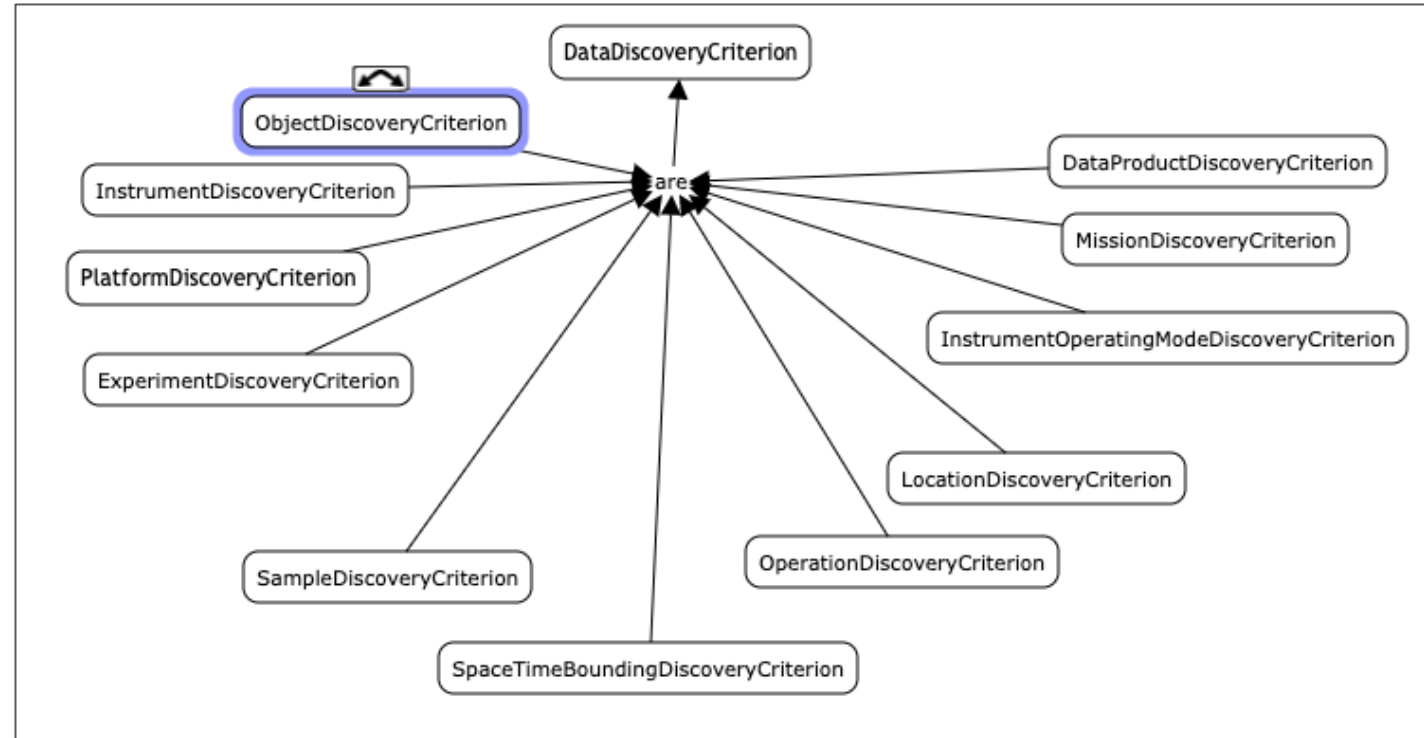 DataDiscoveryCriterion
ObjectDiscoveryCriterion
DataProductDiscoveryCriterion
InstrumentDiscoveryCriterion
are
MissionDiscoveryCriterion
PlatformDiscoveryCriterion
InstrumentOperatingModeDiscoveryCriterion
ExperimentDiscoveryCriterion
LocationDiscoveryCriterion
OperationDiscoveryCriterion
SampleDiscoveryCriterion
SpaceTimeBoundingDiscoveryCriterion